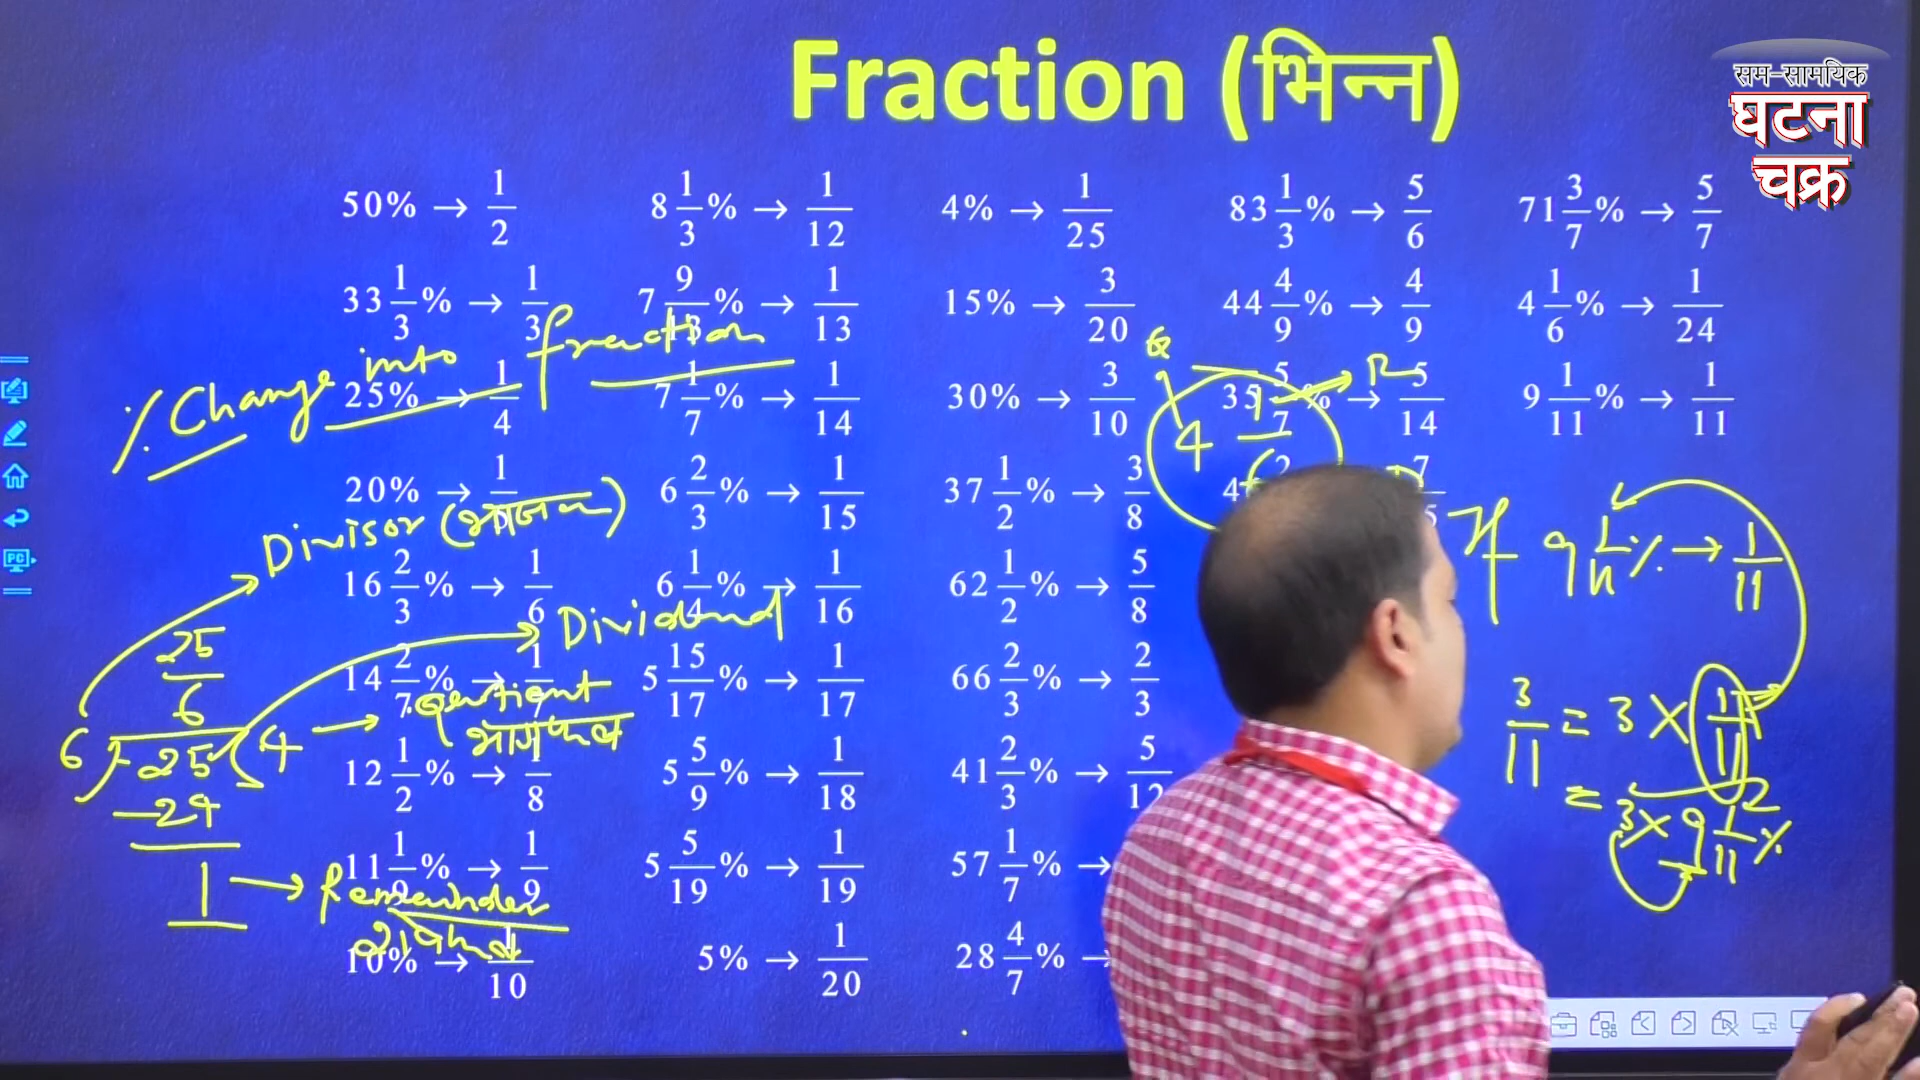 Fraction (भिन्न)
सम-सामयिक
घटना
चक्र
50% → 1/2
8 1/3% → 1/12
4% → 1/25
83 1/3% → 5/6
71 3/7% → 5/7
33 1/3% → 1/3
7 9/13% → 1/13
15% → 3/20
44 4/9% → 4/9
4 1/6% → 1/24
25% → 1/4
7 1/7% → 1/14
30% → 3/10
35 5/7% → 5/14
9 1/11% → 1/11
20% → 1/
6 2/3% → 1/15
37 1/2% → 3/8
16 2/3% → 1/6
6 1/4% → 1/16
62 1/2% → 5/8
14 2/7% → 1/7
5 15/17% → 1/17
66 2/3% → 2/3
12 1/2% → 1/8
5 5/9% → 1/18
41 2/3% → 5/12
11 1/9% → 1/9
5 5/19% → 1/19
57 1/7% →
10% → 1/10
5% → 1/20
28 4/7% →
% Change into fraction
Divisor (भाजक)
25/6
Dividend
6 ) 25 ( 4 → quotient
भागफल
-24
1 → Remainder
Q
R
4 1/6
If 9 1/11% → 1/11
3/11 = 3 × 1/11
= 3 × 9 1/11%